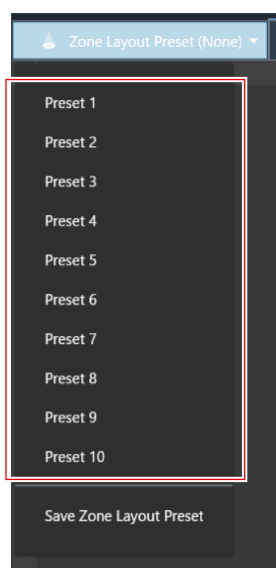 Zone Layout Preset (None)
Preset 1
Preset 2
Preset 3
Preset 4
Preset 5
Preset 6
Preset 7
Preset 8
Preset 9
Preset 10
Save Zone Layout Preset